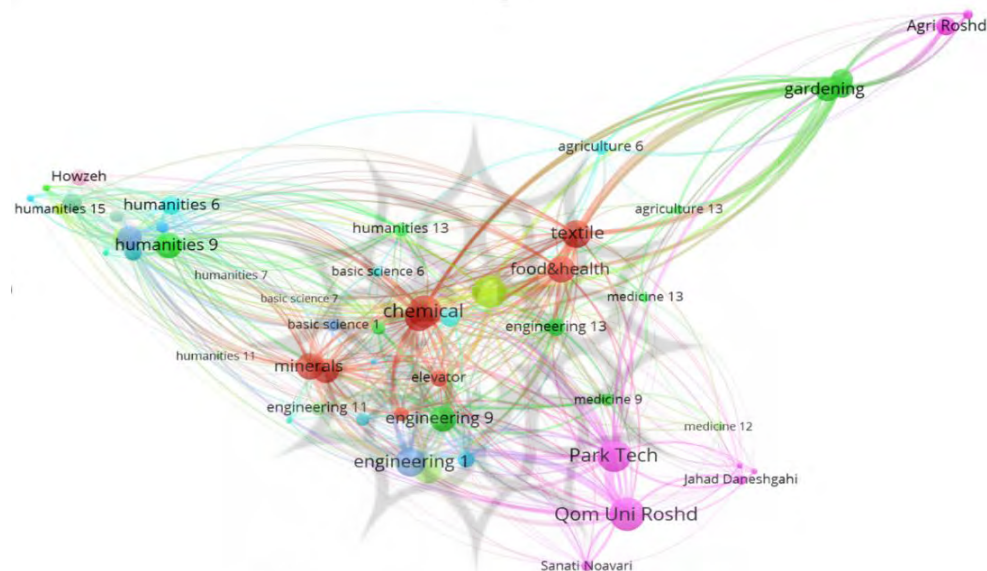 Agri Roshd
gardening
agriculture 6
Howzeh
humanities 15
humanities 6
agriculture 13
humanities 13
textile
humanities 9
food&health
humanities 7
basic science 6
basic science 7
medicine 13
chemical
basic science 1
engineering 13
humanities 11
minerals
elevator
medicine 9
engineering 11
engineering 9
medicine 12
Park Tech
engineering 1
Jahad Daneshgahi
Qom Uni Roshd
Sanati Noavari